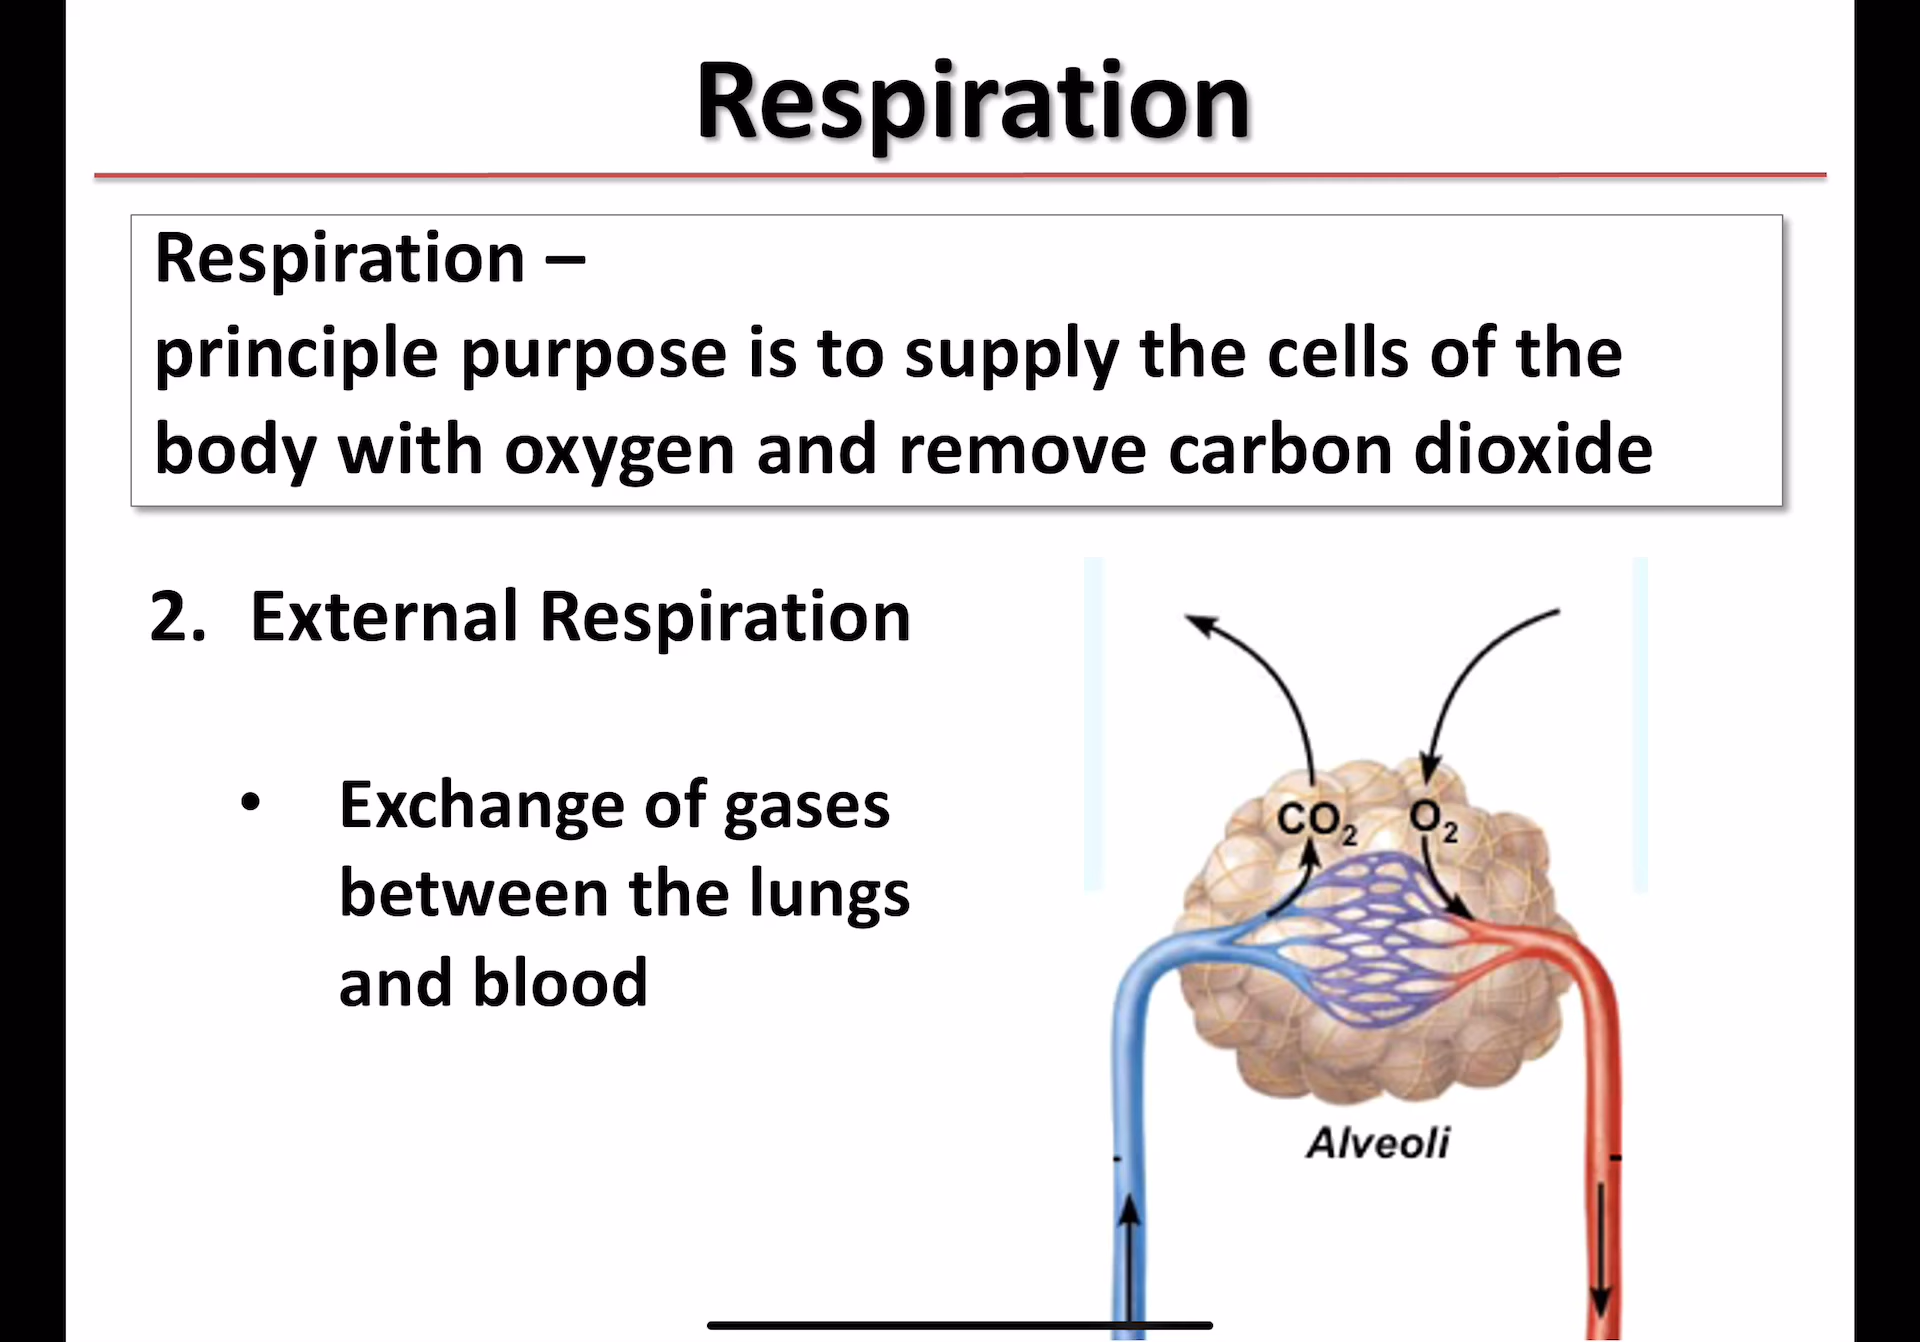 Respiration
Respiration –
principle purpose is to supply the cells of the
body with oxygen and remove carbon dioxide
2. External Respiration
• Exchange of gases
between the lungs
and blood
CO₂ O₂
Alveoli